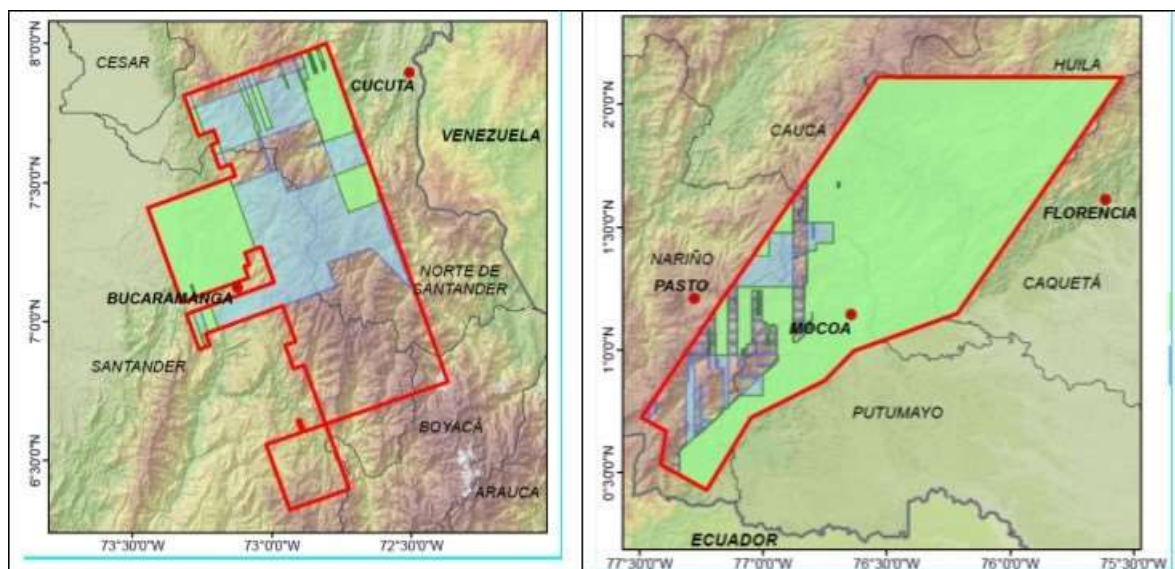 8°0'0"N
CESAR
CUCUTA
VENEZUELA
7°30'0"N
NORTE DE
SANTANDER
BUCARAMANGA
7°0'0"N
SANTANDER
BOYACÁ
6°30'0"N
ARAUCA
73°30'0"W
73°0'0"W
72°30'0"W
HUILA
2°0'0"N
CAUCA
FLORENCIA
1°30'0"N
NARIÑO
PASTO
CAQUETÁ
MOCOA
1°0'0"N
PUTUMAYO
0°30'0"N
ECUADOR
77°30'0"W
77°0'0"W
76°30'0"W
76°0'0"W
75°30'0"W